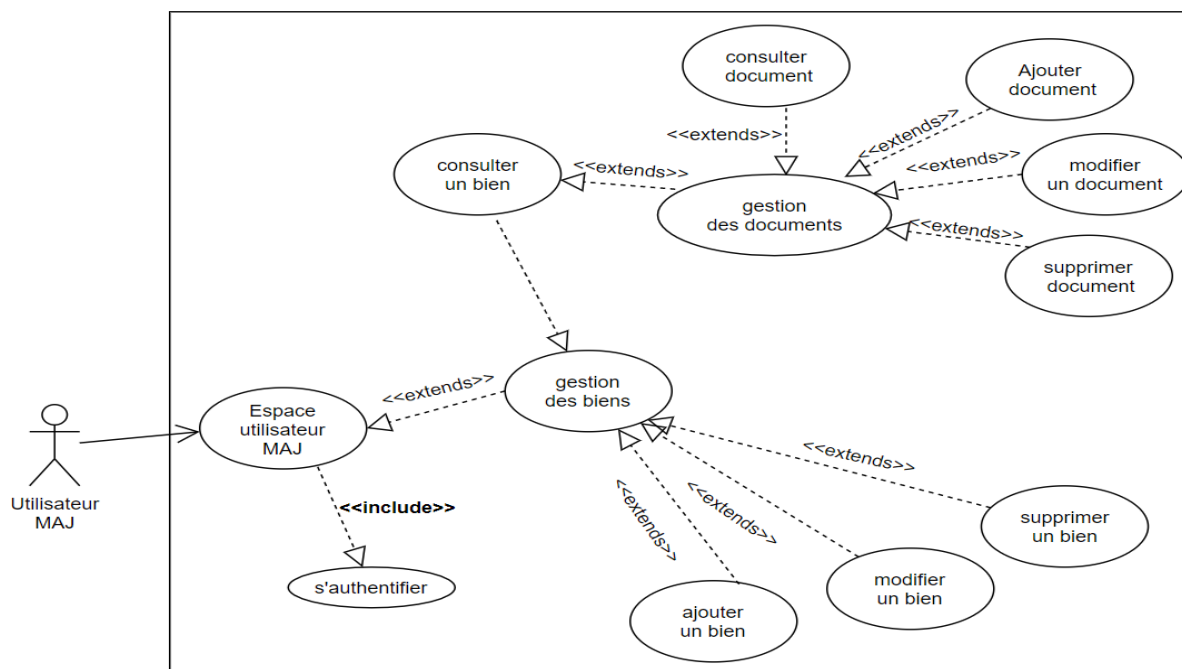 consulter
document
Ajouter
document
<<extends>>
<<extends>>
consulter
un bien
<<extends>>
<<extends>>
modifier
un document
gestion
des documents
<<extends>>
supprimer
document
gestion
des biens
<<extends>>
Espace
utilisateur
MAJ
Utilisateur
MAJ
<<include>>
s'authentifier
<<extends>>
<<extends>>
<<extends>>
supprimer
un bien
modifier
un bien
ajouter
un bien